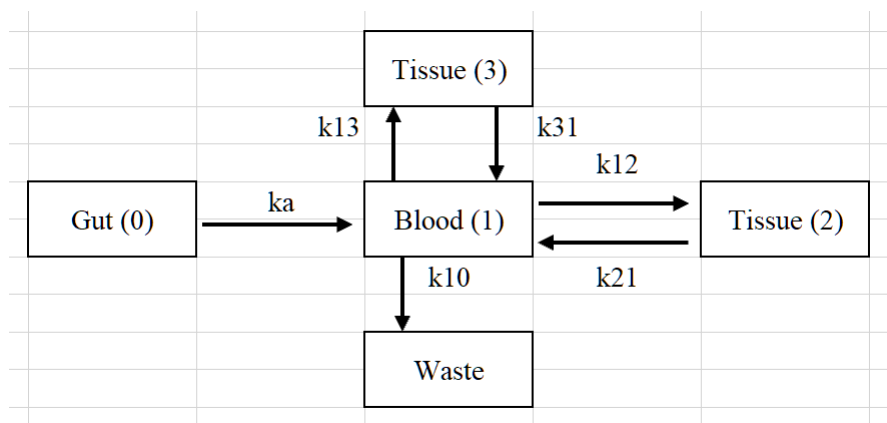 Tissue (3)
k13
k31
k12
Gut (0)
ka
Blood (1)
Tissue (2)
k10
k21
Waste